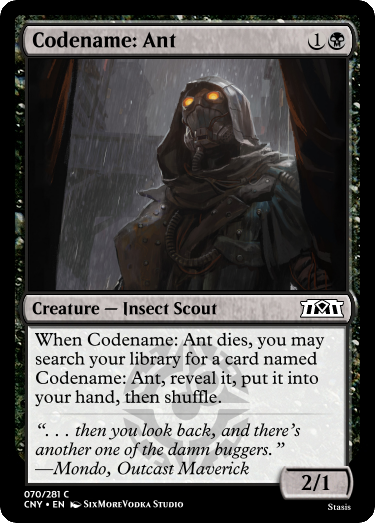 Codename: Ant 1
Creature — Insect Scout
When Codename: Ant dies, you may
search your library for a card named
Codename: Ant, reveal it, put it into
your hand, then shuffle.
“. . . then you look back, and there’s
another one of the damn buggers.”
—Mondo, Outcast Maverick
2/1
070/281 C
CNY • EN SixMoreVodka Studio
Stasis